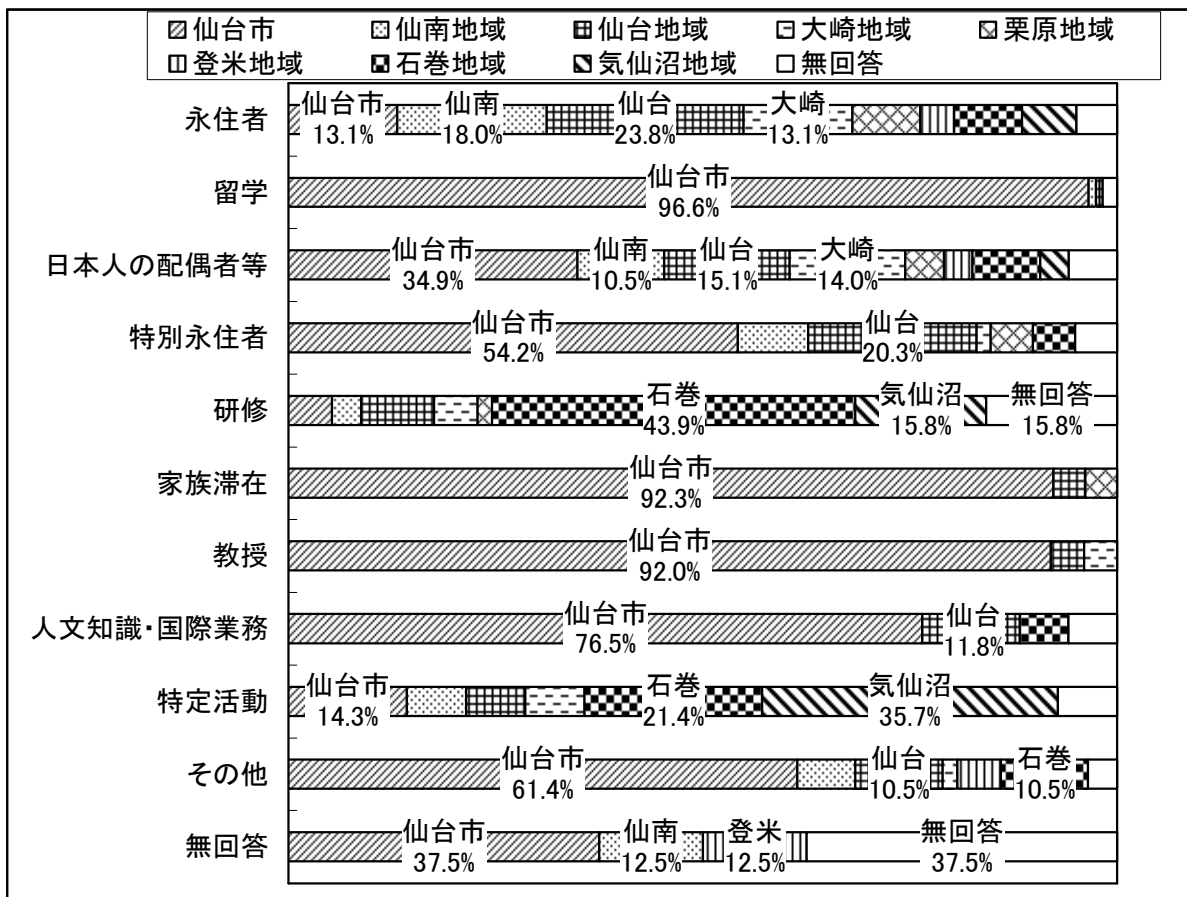 仙台市 仙南地域 仙台地域 大崎地域 栗原地域
登米地域 石巻地域 気仙沼地域 無回答
永住者 仙台市 仙南 仙台 大崎
13.1% 18.0% 23.8% 13.1%
留学 仙台市
96.6%
日本人の配偶者等 仙台市 仙南 仙台 大崎
34.9% 10.5% 15.1% 14.0%
特別永住者 仙台市 仙台
54.2% 20.3%
研修 石巻 気仙沼 無回答
43.9% 15.8% 15.8%
家族滞在 仙台市
92.3%
教授 仙台市
92.0%
人文知識・国際業務 仙台市 仙台
76.5% 11.8%
特定活動 仙台市 石巻 気仙沼
14.3% 21.4% 35.7%
その他 仙台市 仙台 石巻
61.4% 10.5% 10.5%
無回答 仙台市 仙南 登米 無回答
37.5% 12.5% 12.5% 37.5%